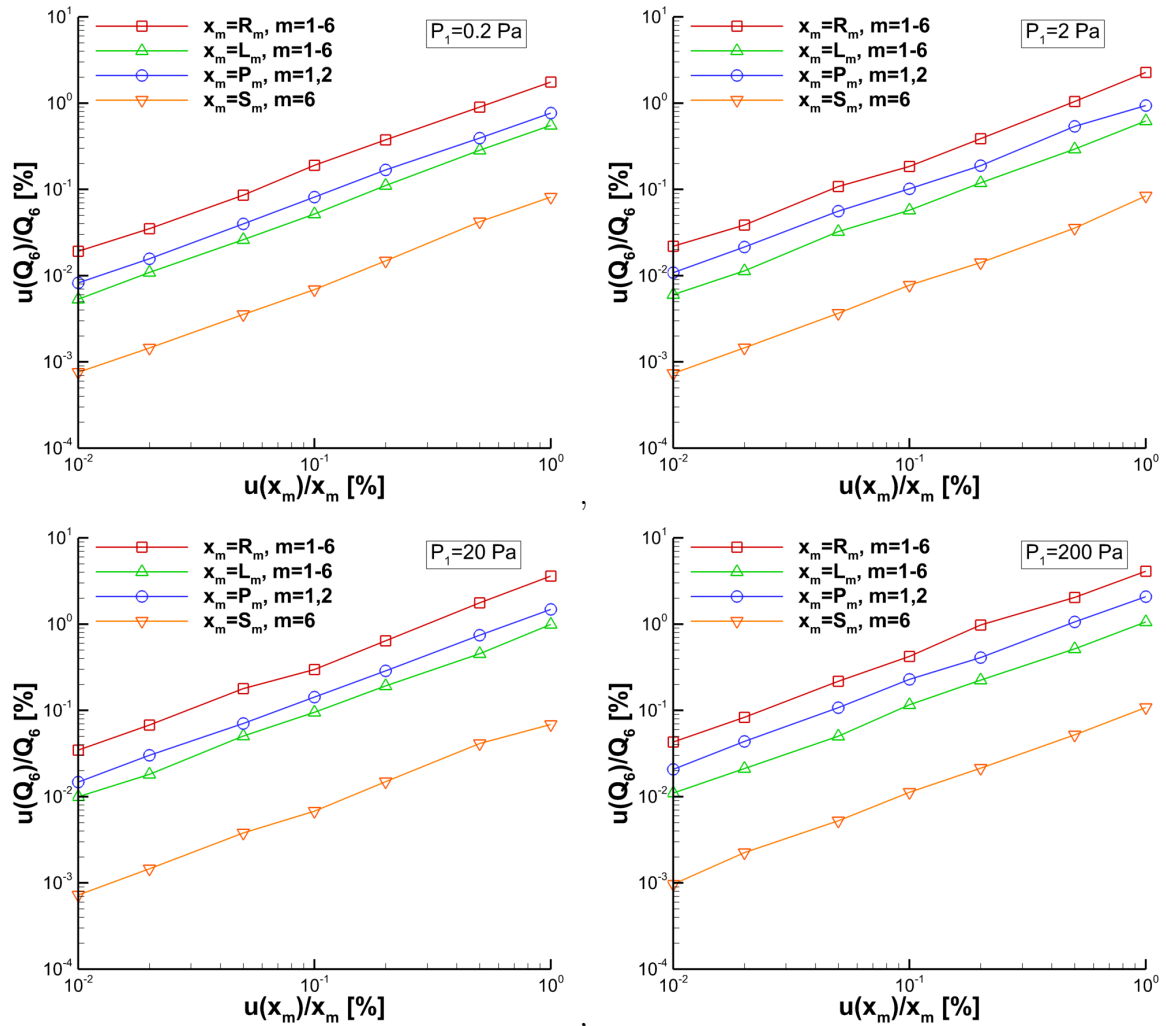 x_m=R_m, m=1-6
x_m=L_m, m=1-6
x_m=P_m, m=1,2
x_m=S_m, m=6
P_1=0.2 Pa
10^1
10^0
10^-1
10^-2
10^-3
10^-4
u(Q_6)/Q_6 [%]
10^-2
10^-1
10^0
u(x_m)/x_m [%]
,
x_m=R_m, m=1-6
x_m=L_m, m=1-6
x_m=P_m, m=1,2
x_m=S_m, m=6
P_1=2 Pa
10^1
10^0
10^-1
10^-2
10^-3
10^-4
u(Q_6)/Q_6 [%]
10^-2
10^-1
10^0
u(x_m)/x_m [%]
x_m=R_m, m=1-6
x_m=L_m, m=1-6
x_m=P_m, m=1,2
x_m=S_m, m=6
P_1=20 Pa
10^1
10^0
10^-1
10^-2
10^-3
10^-4
u(Q_6)/Q_6 [%]
10^-2
10^-1
10^0
u(x_m)/x_m [%]
,
x_m=R_m, m=1-6
x_m=L_m, m=1-6
x_m=P_m, m=1,2
x_m=S_m, m=6
P_1=200 Pa
10^1
10^0
10^-1
10^-2
10^-3
10^-4
u(Q_6)/Q_6 [%]
10^-2
10^-1
10^0
u(x_m)/x_m [%]